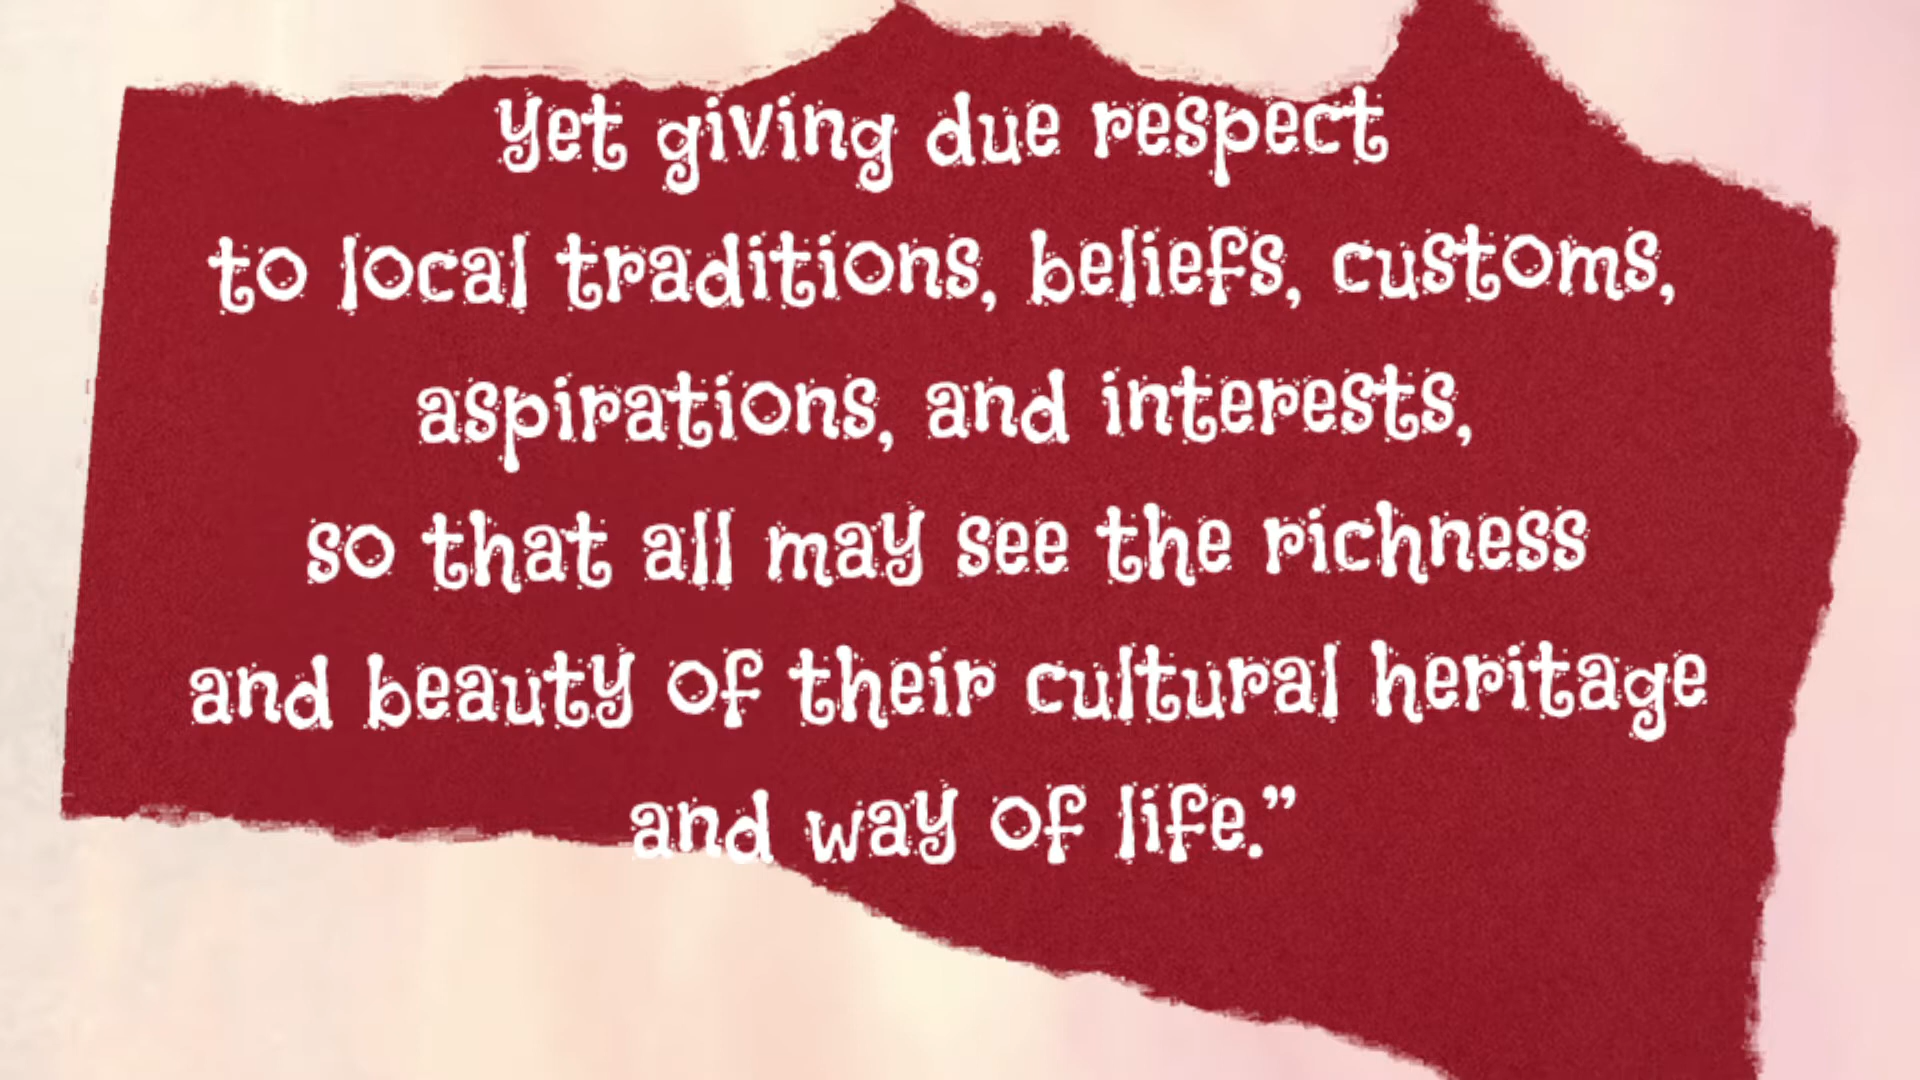 yet giving due respect
to local traditions, beliefs, customs,
aspirations, and interests,
so that all may see the richness
and beauty of their cultural heritage
and way of life.”